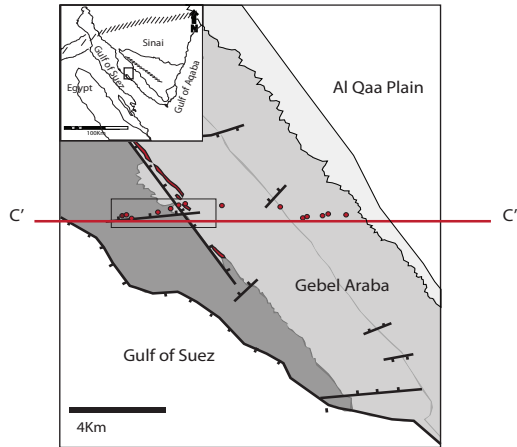 N
Sinai
Gulf of Suez
Gulf of Aqaba
Egypt
100Km
Al Qaa Plain
C' C'
Gebel Araba
Gulf of Suez
4Km